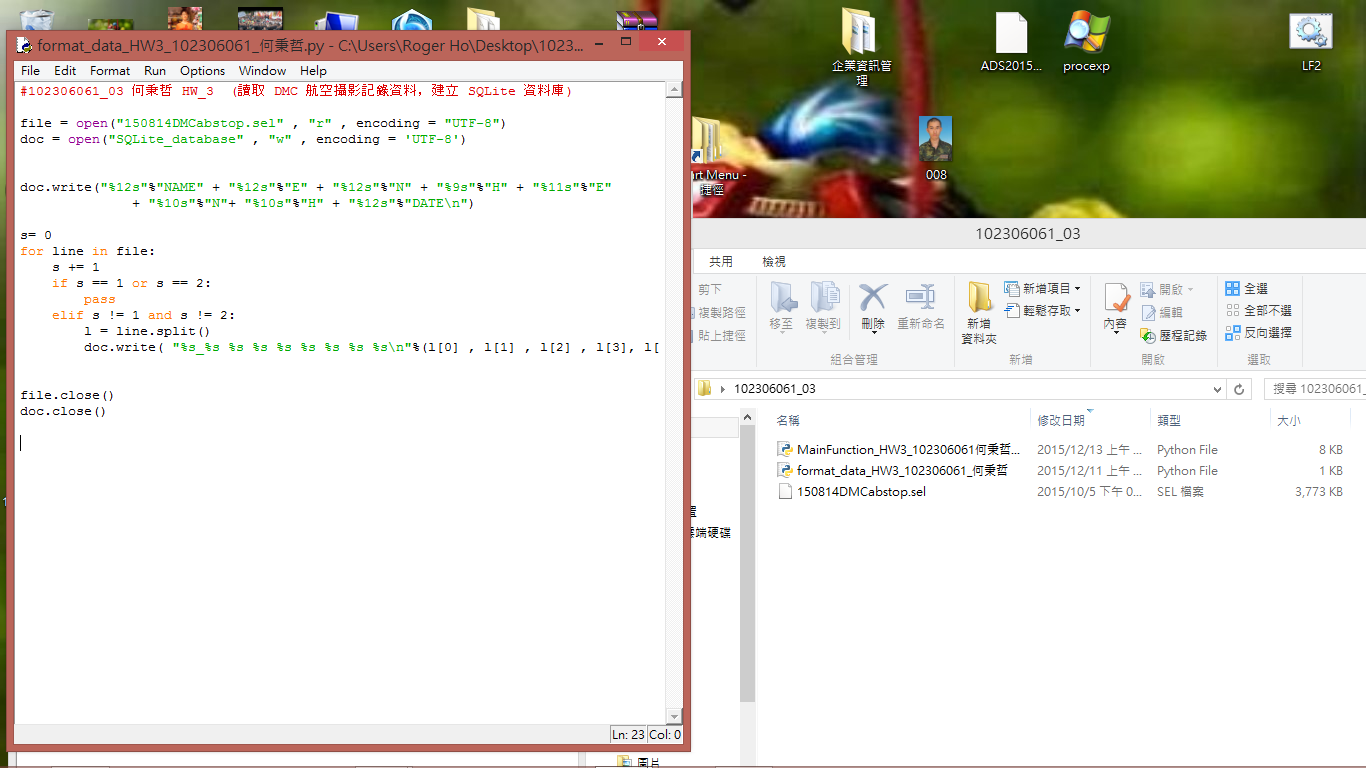 format_data_HW3_102306061_何秉哲.py - C:\Users\Roger Ho\Desktop\1023...
File Edit Format Run Options Window Help
#102306061_03 何秉哲 HW_3 (讀取 DMC 航空攝影記錄資料，建立 SQLite 資料庫)
file = open("150814DMCabstop.sel" , "r" , encoding = "UTF-8")
doc = open("SQLite_database" , "w" , encoding = 'UTF-8')
doc.write("%12s"%"NAME" + "%12s"%"E" + "%12s"%"N" + "%9s"%"H" + "%11s"%"E"
+ "%10s"%"N"+ "%10s"%"H" + "%12s"%"DATE\n")
s= 0
for line in file:
s += 1
if s == 1 or s == 2:
pass
elif s != 1 and s != 2:
l = line.split()
doc.write( "%s_%s %s %s %s %s %s %s %s\n"%(l[0] , l[1] , l[2] , l[3], l[
file.close()
doc.close()
Ln: 23 Col: 0
企業資訊管理
ADS2015...
procexp
LF2
art Menu - 捷徑
008
102306061_03
共用 檢視
剪下
複製路徑
貼上捷徑
移至 複製到 刪除 重新命名
組合管理
新增資料夾
新增項目
輕鬆存取
新增
內容
開啟
編輯
歷程記錄
開啟
全選
全部不選
反向選擇
選取
102306061_03
搜尋 102306061_
名稱 修改日期 類型 大小
MainFunction_HW3_102306061何秉哲... 2015/12/13 上午 ... Python File 8 KB
format_data_HW3_102306061_何秉哲 2015/12/11 上午 ... Python File 1 KB
150814DMCabstop.sel 2015/10/5 下午 0... SEL 檔案 3,773 KB
置
端硬碟
圖片